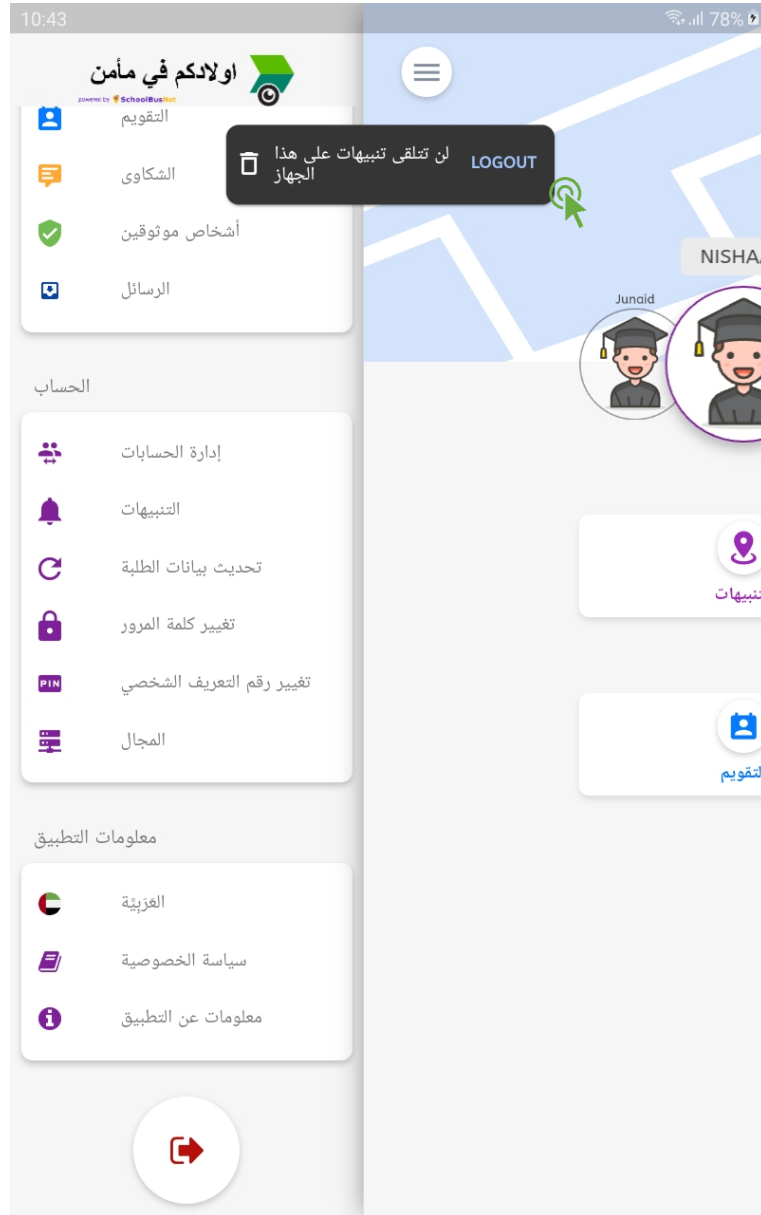 10:43
78%
اولادكم في مأمن
powered by SchoolBusNet
التقويم
لن تتلقى تنبيهات على هذا
الجهاز
LOGOUT
الشكاوى
أشخاص موثوقين
الرسائل
الحساب
إدارة الحسابات
التنبيهات
تحديث بيانات الطلبة
تغيير كلمة المرور
PIN
تغيير رقم التعريف الشخصي
المجال
معلومات التطبيق
العَرَبِيَّة
سياسة الخصوصية
معلومات عن التطبيق
NISHA
Junaid
تنبيهات
لتقويم